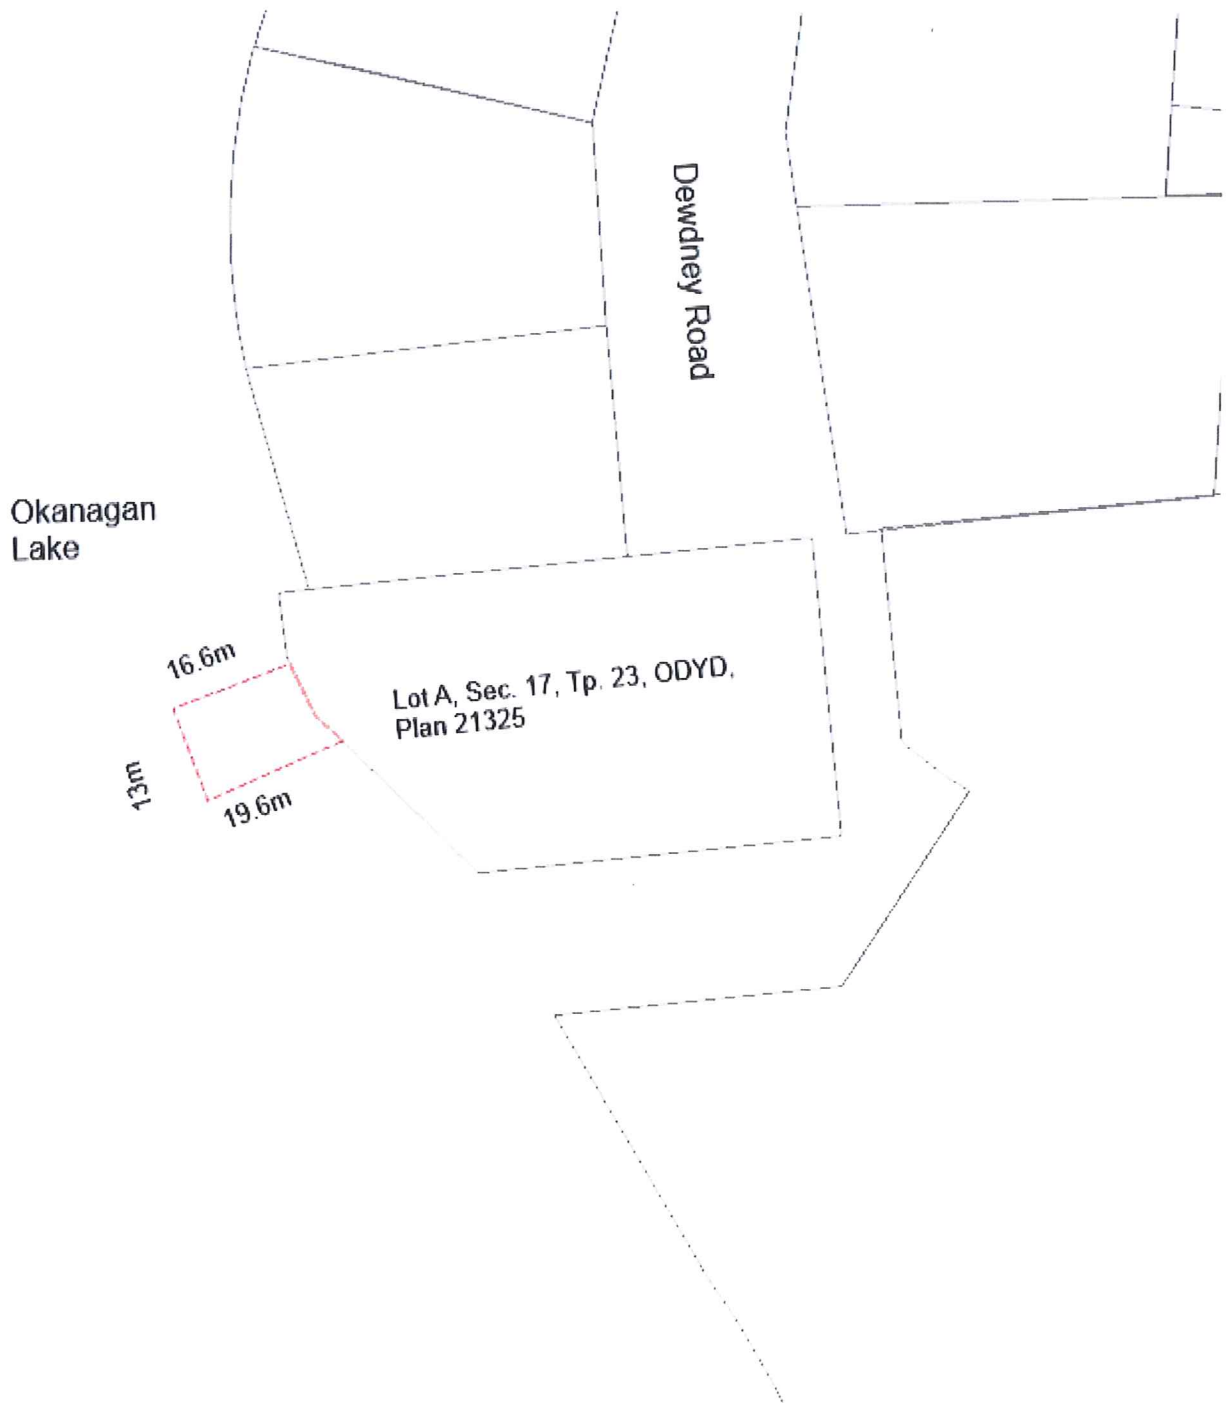 Dewdney Road
Okanagan
Lake
16.6m
Lot A, Sec. 17, Tp. 23, ODYD,
Plan 21325
13m
19.6m